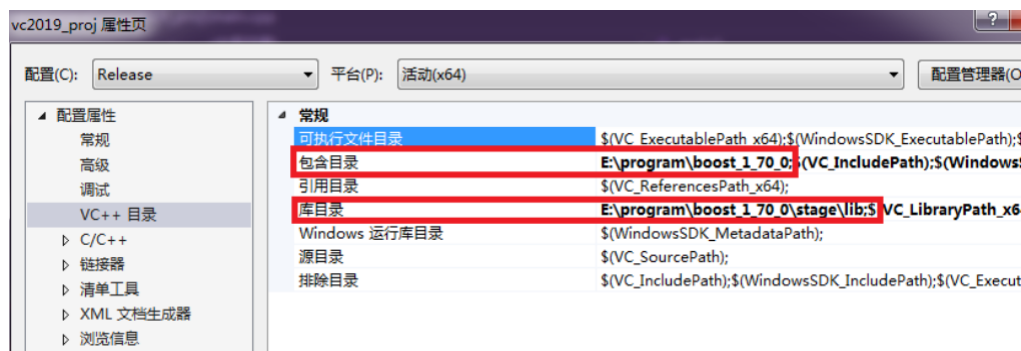 vc2019_proj 属性页
?
配置(C): Release 平台(P): 活动(x64) 配置管理器(O
配置属性
常规
高级
调试
VC++ 目录
C/C++
链接器
清单工具
XML 文档生成器
浏览信息
常规
可执行文件目录 $(VC_ExecutablePath_x64);$(WindowsSDK_ExecutablePath);$
包含目录 E:\program\boost_1_70_0;$(VC_IncludePath);$(Windows
引用目录 $(VC_ReferencesPath_x64);
库目录 E:\program\boost_1_70_0\stage\lib;$(VC_LibraryPath_x6
Windows 运行库目录 $(WindowsSDK_MetadataPath);
源目录 $(VC_SourcePath);
排除目录 $(VC_IncludePath);$(WindowsSDK_IncludePath);$(VC_Execut